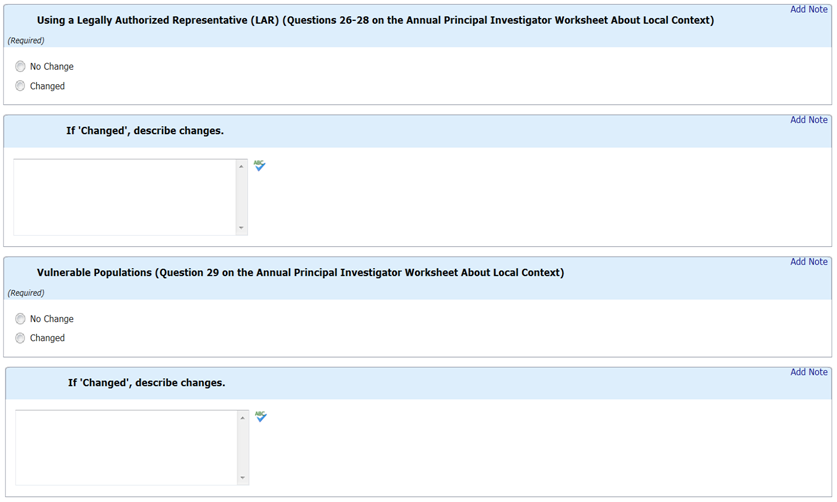 Add Note
Using a Legally Authorized Representative (LAR) (Questions 26-28 on the Annual Principal Investigator Worksheet About Local Context)
(Required)
No Change
Changed
Add Note
If 'Changed', describe changes.
ABC
Add Note
Vulnerable Populations (Question 29 on the Annual Principal Investigator Worksheet About Local Context)
(Required)
No Change
Changed
Add Note
If 'Changed', describe changes.
ABC